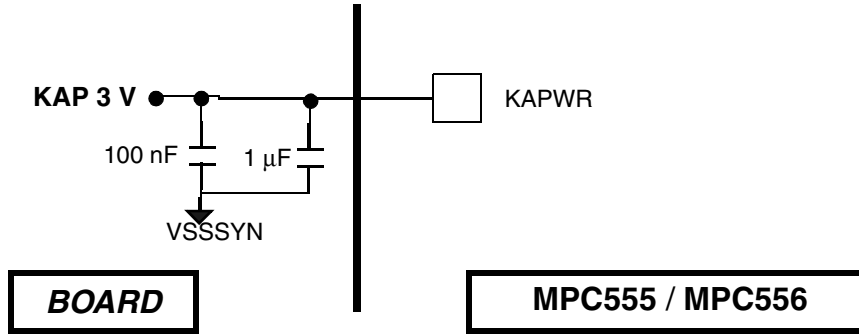 KAP 3 V
KAPWR
100 nF
1 μF
VSSSYN
BOARD
MPC555 / MPC556